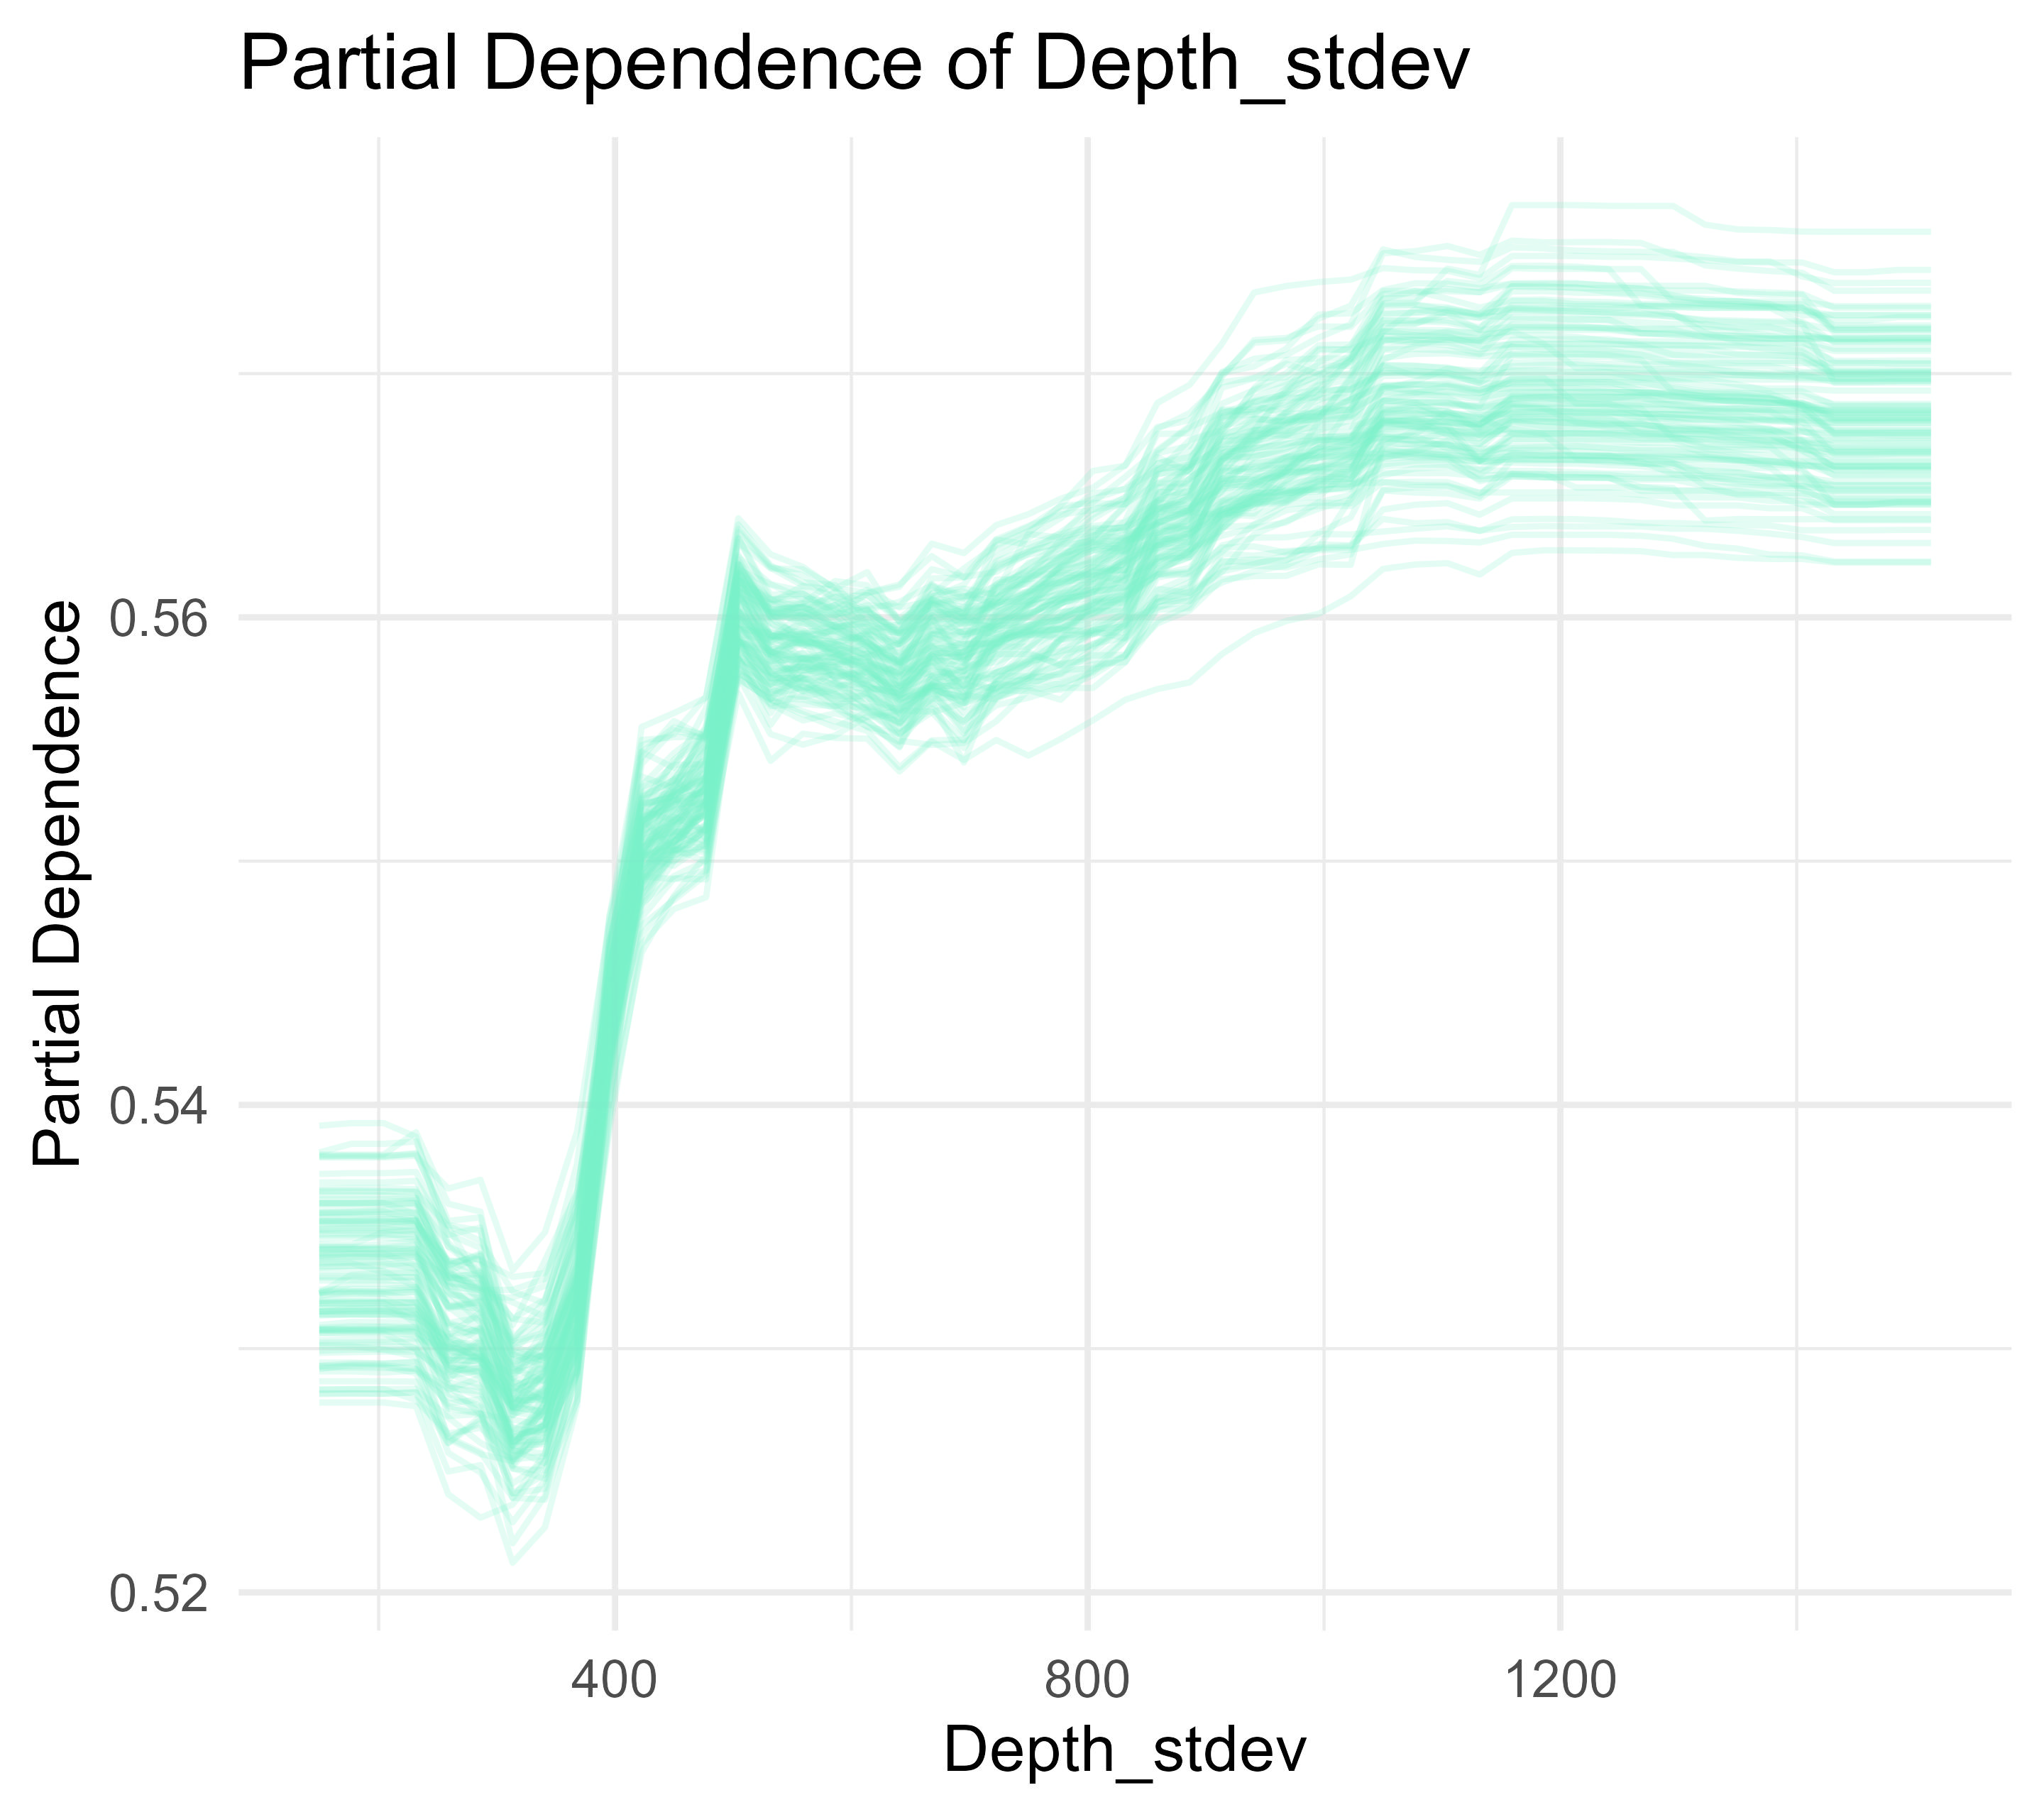 Partial Dependence of Depth_stdev
Partial Dependence
0.56
0.54
0.52
400 800 1200
Depth_stdev